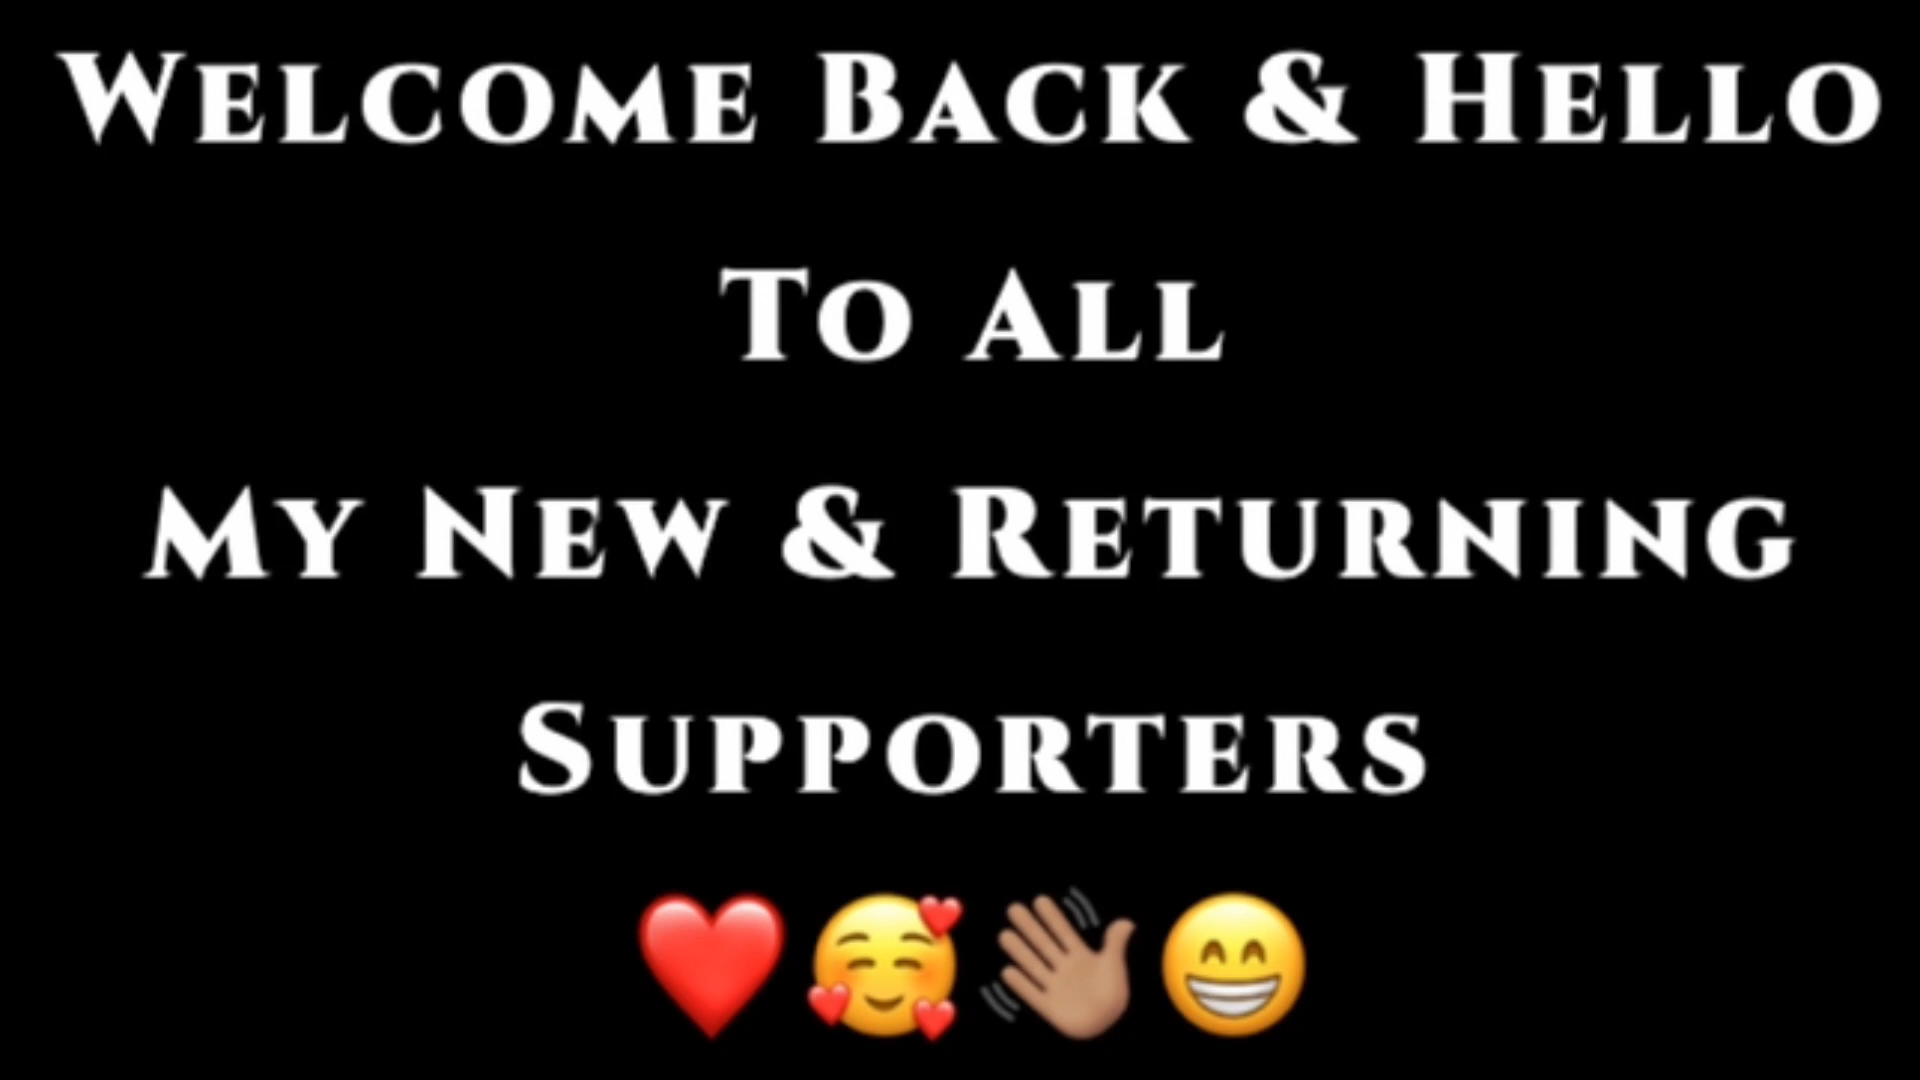 Welcome Back & Hello
To All
My New & Returning
Supporters
❤️🥰👋🏽😁